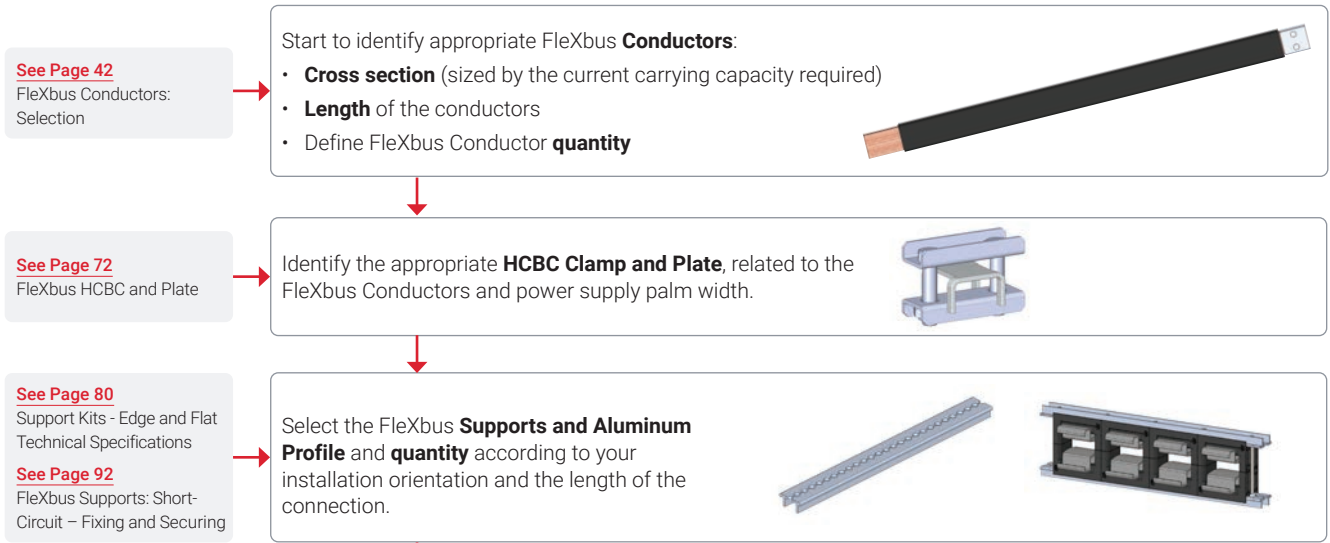 See Page 42
FleXbus Conductors:
Selection
Start to identify appropriate FleXbus Conductors:
• Cross section (sized by the current carrying capacity required)
• Length of the conductors
• Define FleXbus Conductor quantity
See Page 72
FleXbus HCBC and Plate
Identify the appropriate HCBC Clamp and Plate, related to the
FleXbus Conductors and power supply palm width.
See Page 80
Support Kits - Edge and Flat
Technical Specifications
See Page 92
FleXbus Supports: Short-
Circuit – Fixing and Securing
Select the FleXbus Supports and Aluminum
Profile and quantity according to your
installation orientation and the length of the
connection.